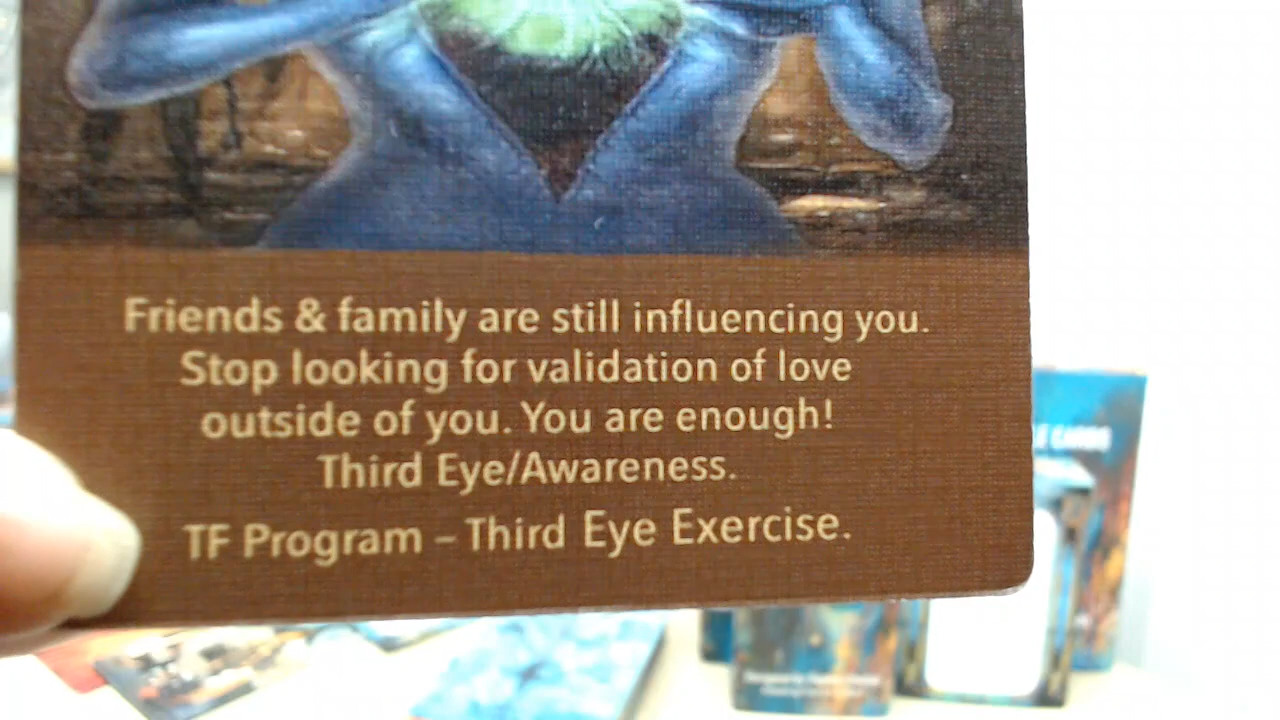 Friends & family are still influencing you.
Stop looking for validation of love
outside of you. You are enough!
Third Eye/Awareness.
TF Program – Third Eye Exercise.
CARDS